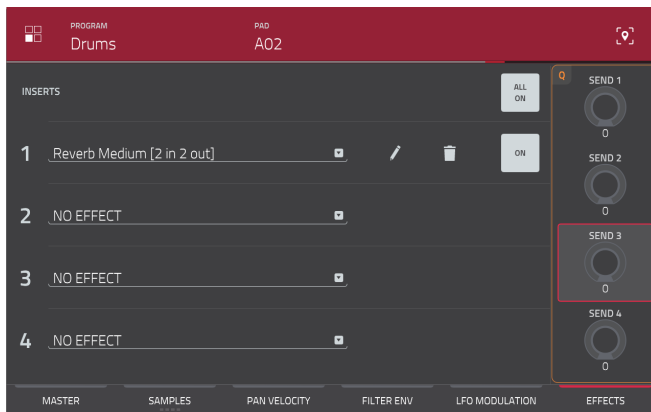 PROGRAM
Drums
PAD
A02
INSERTS
ALL
ON
1 Reverb Medium [2 in 2 out]
ON
2 NO EFFECT
3 NO EFFECT
4 NO EFFECT
Q
SEND 1
0
SEND 2
0
SEND 3
0
SEND 4
0
MASTER SAMPLES PAN VELOCITY FILTER ENV LFO MODULATION EFFECTS